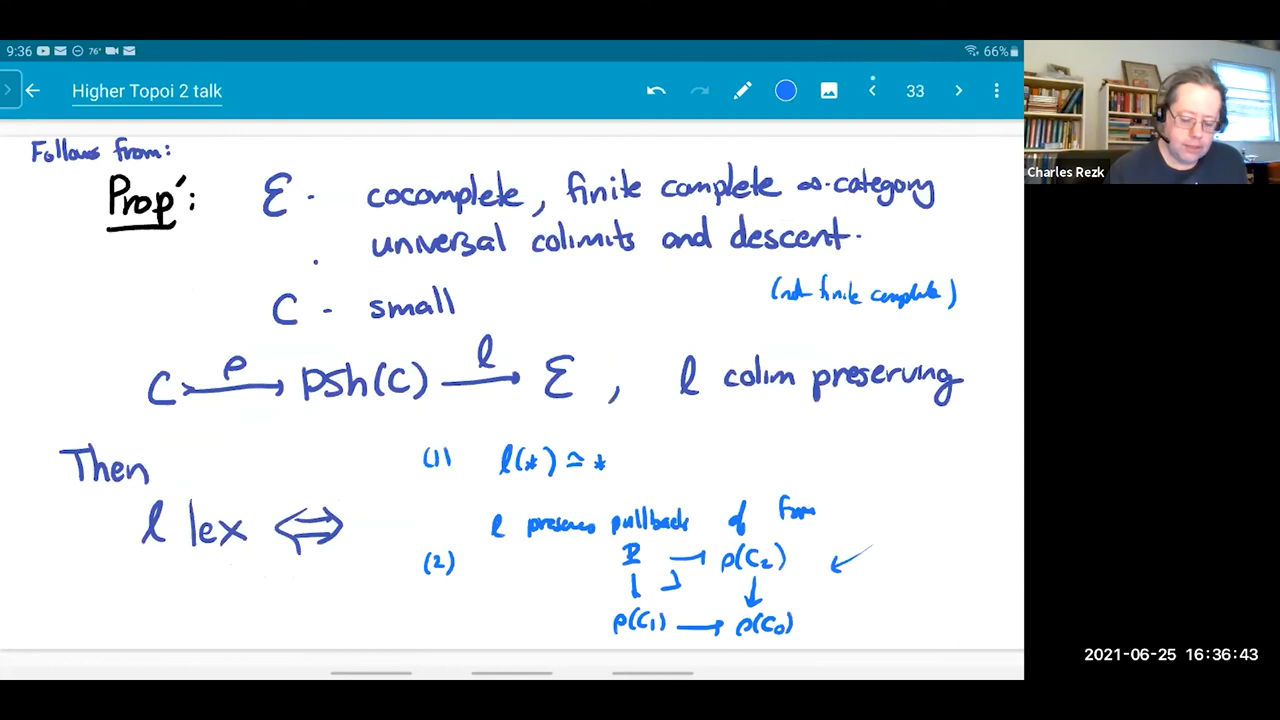 9:36 76° 66%
Higher Topoi 2 talk 33
Charles Rezk
Follows from:
Prop': ℰ - cocomplete, finite complete ∞-category
universal colimits and descent.
C - small (not finite complete)
C ↣ρ PSh(C) →l ℰ , l colim preserving
Then (1) l(*) ≃ *
l lex ⇔ l preserves pullbacks of form
(2) P → ρ(C₂)
↓ ⌟ ↓
ρ(C₁) → ρ(C₀)
2021-06-25 16:36:43